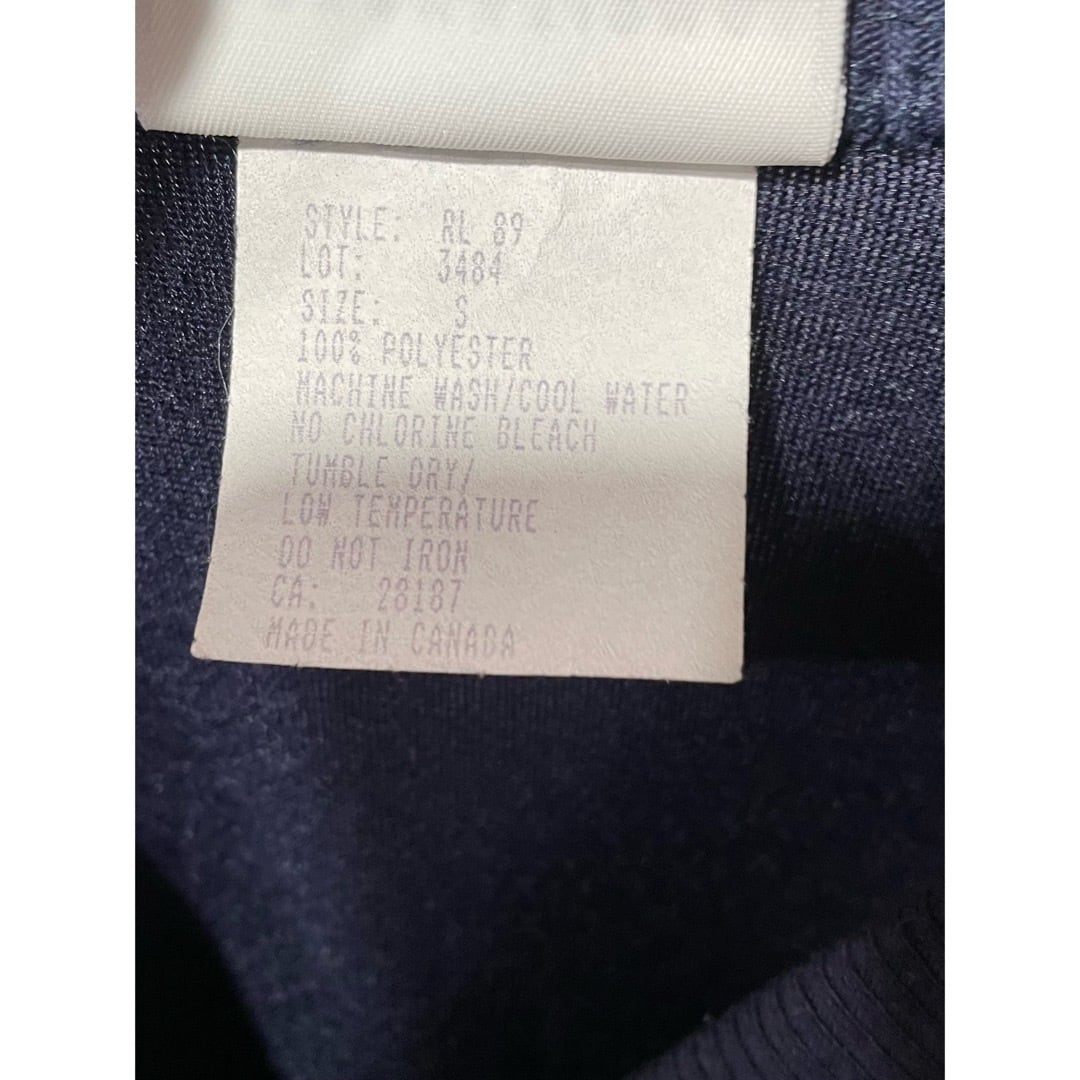 STYLE: RL 89
LOT: 3484
SIZE: S
100% POLYESTER
MACHINE WASH/COOL WATER
NO CHLORINE BLEACH
TUMBLE DRY/
LOW TEMPERATURE
DO NOT IRON
CA: 28187
MADE IN CANADA